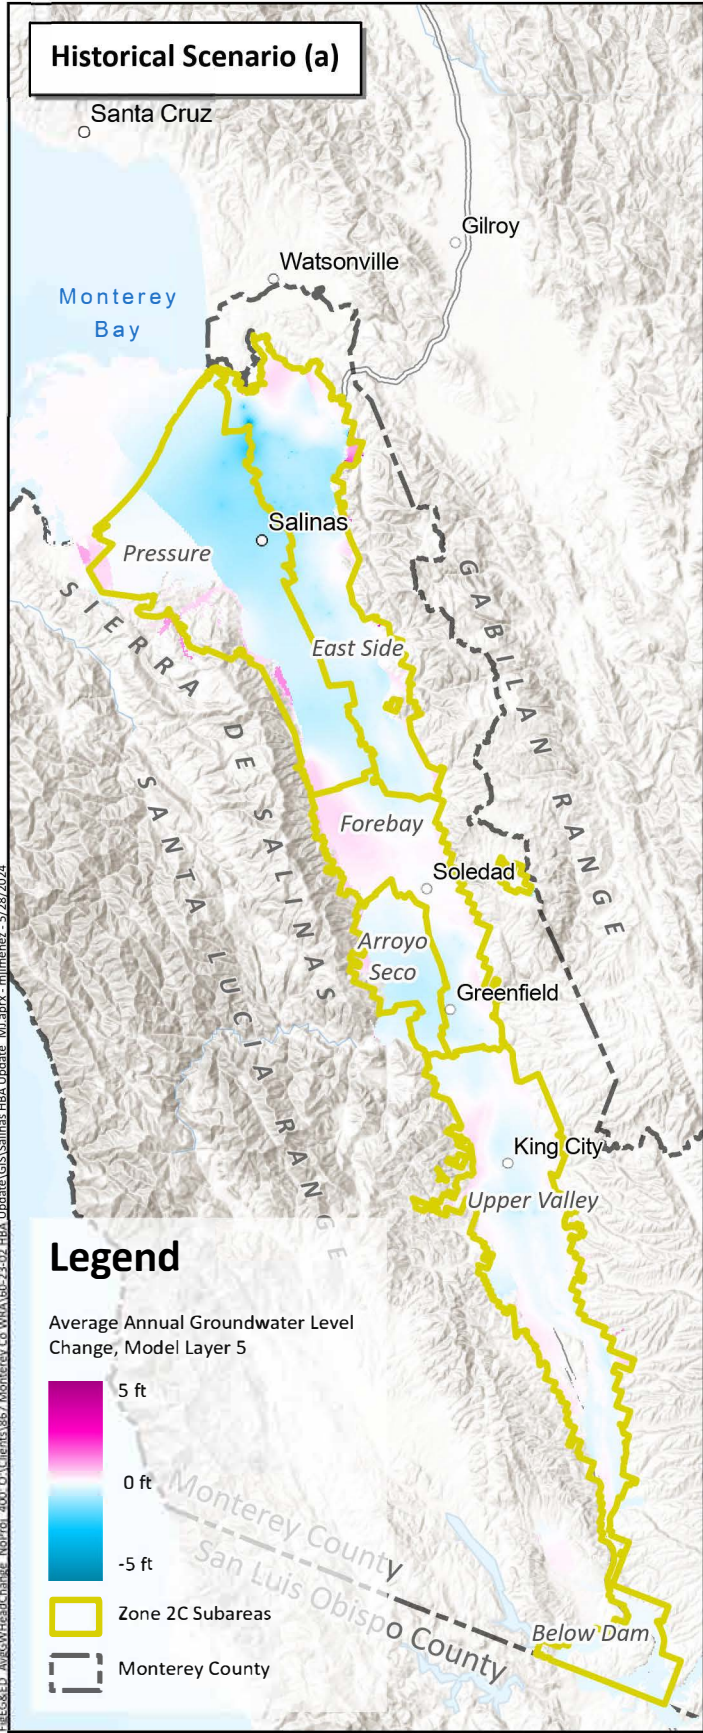 Historical Scenario (a)
Santa Cruz
Gilroy
Watsonville
Monterey
Bay
Salinas
Pressure
GABILAN RANGE
SIERRA DE SALINAS
East Side
SANTA LUCIA RANGE
Forebay
Soledad
Arroyo
Seco
Greenfield
King City
Upper Valley
Legend
Average Annual Groundwater Level
Change, Model Layer 5
5 ft
0 ft
-5 ft
Zone 2C Subareas
Monterey County
Monterey County
San Luis Obispo County
Below Dam